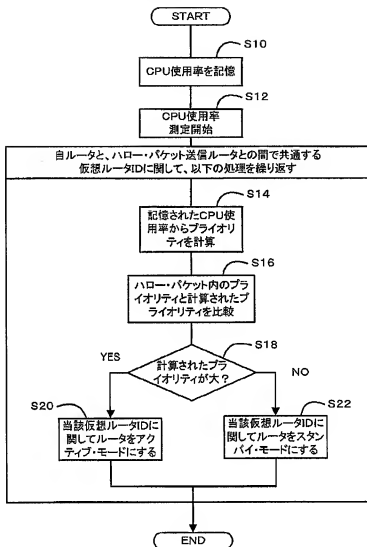 START
S10
CPU使用率を記憶
S12
CPU使用率
測定開始
自ルータと、ハロー・パケット送信ルータとの間で共通する
仮想ルータIDに関して、以下の処理を繰り返す
S14
記憶されたCPU使
用率からプライオリ
ティを計算
S16
ハロー・パケット内のプ
ライオリティと計算されたプ
ライオリティを比較
S18
YES
計算されたプラ
イオリティが大?
NO
S20
当該仮想ルータIDに
関してルータをアク
ティブ・モードにする
S22
当該仮想ルータIDに
関してルータをスタン
バイ・モードにする
END